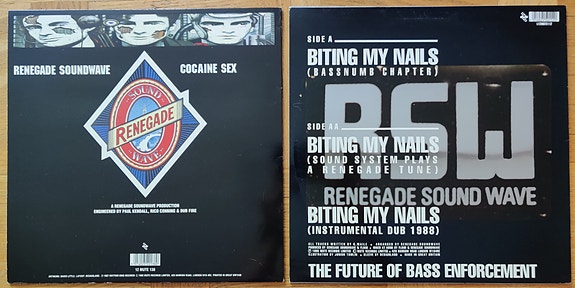 RENEGADE SOUNDWAVE
COCAINE SEX
SOUND
RENEGADE
WAVE
A RENEGADE SOUNDWAVE PRODUCTION
ENGINEERED BY PAUL KENDALL, RICO CONNING & DUB FIRE
12 MUTE 138
SIDE A
BITING MY NAILS
(BASSNUMB CHAPTER)
RSW
SIDE AA
BITING MY NAILS
(SOUND SYSTEM PLAYS
A RENEGADE TUNE)
RENEGADE SOUND WAVE
BITING MY NAILS
(INSTRUMENTAL DUB 1988)
THE FUTURE OF BASS ENFORCEMENT